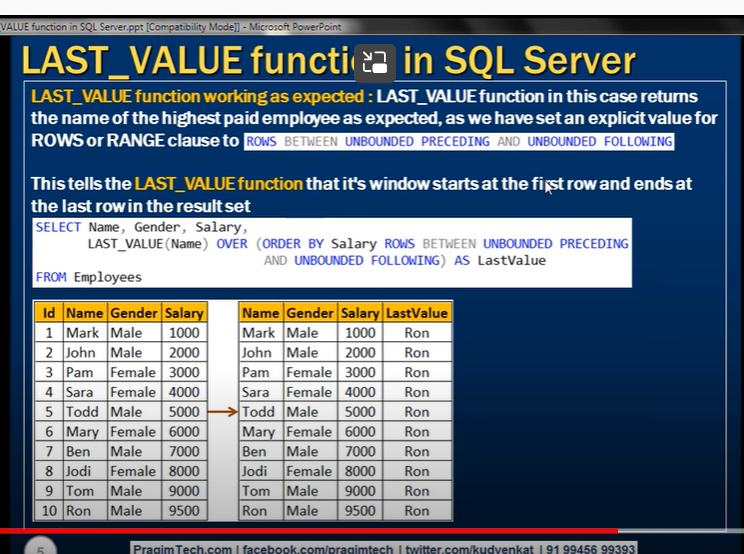 VALUE function in SQL Server.ppt [Compatibility Mode]] - Microsoft PowerPoint
LAST_VALUE in SQL Server
LAST_VALUE function working as expected : LAST_VALUE function in this case returns
the name of the highest paid employee as expected, as we have set an explicit value for
ROWS or RANGE clause to ROWS BETWEEN UNBOUNDED PRECEDING AND UNBOUNDED FOLLOWING
This tells the LAST_VALUE function that it's window starts at the first row and ends at
the last row in the result set
SELECT Name, Gender, Salary,
LAST_VALUE(Name) OVER (ORDER BY Salary ROWS BETWEEN UNBOUNDED PRECEDING
AND UNBOUNDED FOLLOWING) AS LastValue
FROM Employees
Id Name Gender Salary Name Gender Salary LastValue
1 Mark Male 1000 Mark Male 1000 Ron
2 John Male 2000 John Male 2000 Ron
3 Pam Female 3000 Pam Female 3000 Ron
4 Sara Female 4000 Sara Female 4000 Ron
5 Todd Male 5000 Todd Male 5000 Ron
6 Mary Female 6000 Mary Female 6000 Ron
7 Ben Male 7000 Ben Male 7000 Ron
8 Jodi Female 8000 Jodi Female 8000 Ron
9 Tom Male 9000 Tom Male 9000 Ron
10 Ron Male 9500 Ron Male 9500 Ron
5 PragimTech.com | facebook.com/pragimtech | twitter.com/kudvenkat | 91 99456 99393